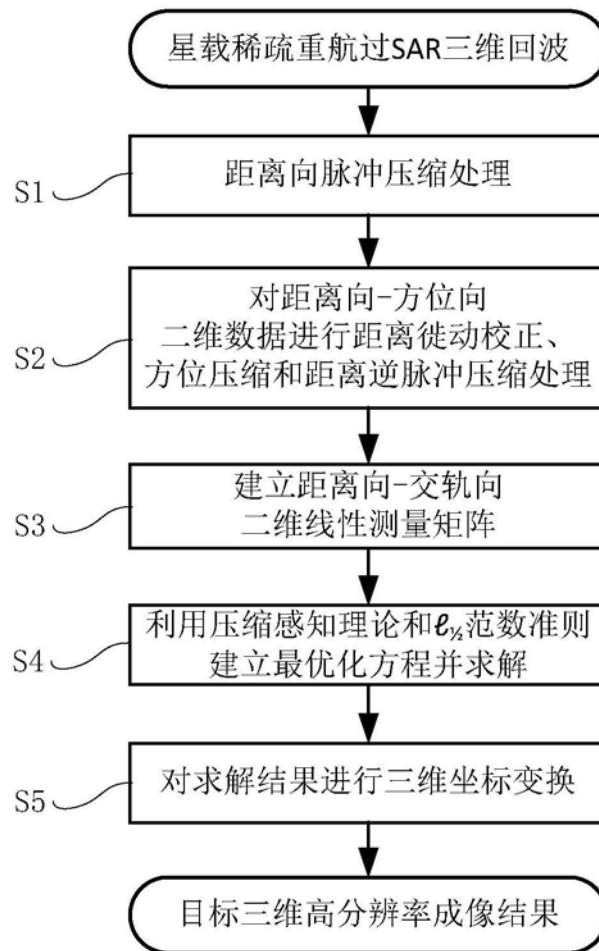 星载稀疏重航过SAR三维回波
S1
距离向脉冲压缩处理
S2
对距离向-方位向
二维数据进行距离徙动校正、
方位压缩和距离逆脉冲压缩处理
S3
建立距离向-交轨向
二维线性测量矩阵
S4
利用压缩感知理论和ℓ½范数准则
建立最优化方程并求解
S5
对求解结果进行三维坐标变换
目标三维高分辨率成像结果